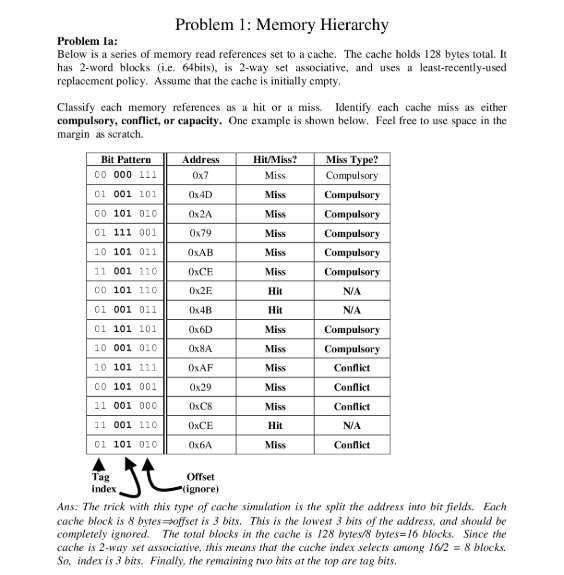 Problem 1: Memory Hierarchy
Problem 1a:
Below is a series of memory read references set to a cache. The cache holds 128 bytes total. It
has 2-word blocks (i.e. 64bits), is 2-way set associative, and uses a least-recently-used
replacement policy. Assume that the cache is initially empty.
Classify each memory references as a hit or a miss. Identify each cache miss as either
compulsory, conflict, or capacity. One example is shown below. Feel free to use space in the
margin as scratch.
Bit Pattern Address Hit/Miss? Miss Type?
00 000 111 0x7 Miss Compulsory
01 001 101 0x4D Miss Compulsory
00 101 010 0x2A Miss Compulsory
01 111 001 0x79 Miss Compulsory
10 101 011 0xAB Miss Compulsory
11 001 110 0xCE Miss Compulsory
00 101 110 0x2E Hit N/A
01 001 011 0x4B Hit N/A
01 101 101 0x6D Miss Compulsory
10 001 010 0x8A Miss Compulsory
10 101 111 0xAF Miss Conflict
00 101 001 0x29 Miss Conflict
11 001 000 0xC8 Miss Conflict
11 001 110 0xCE Hit N/A
01 101 010 0x6A Miss Conflict
Tag Offset
index (ignore)
Ans: The trick with this type of cache simulation is the split the address into bit fields. Each
cache block is 8 bytes⇒offset is 3 bits. This is the lowest 3 bits of the address, and should be
completely ignored. The total blocks in the cache is 128 bytes/8 bytes=16 blocks. Since the
cache is 2-way set associative, this means that the cache index selects among 16/2 = 8 blocks.
So, index is 3 bits. Finally, the remaining two bits at the top are tag bits.